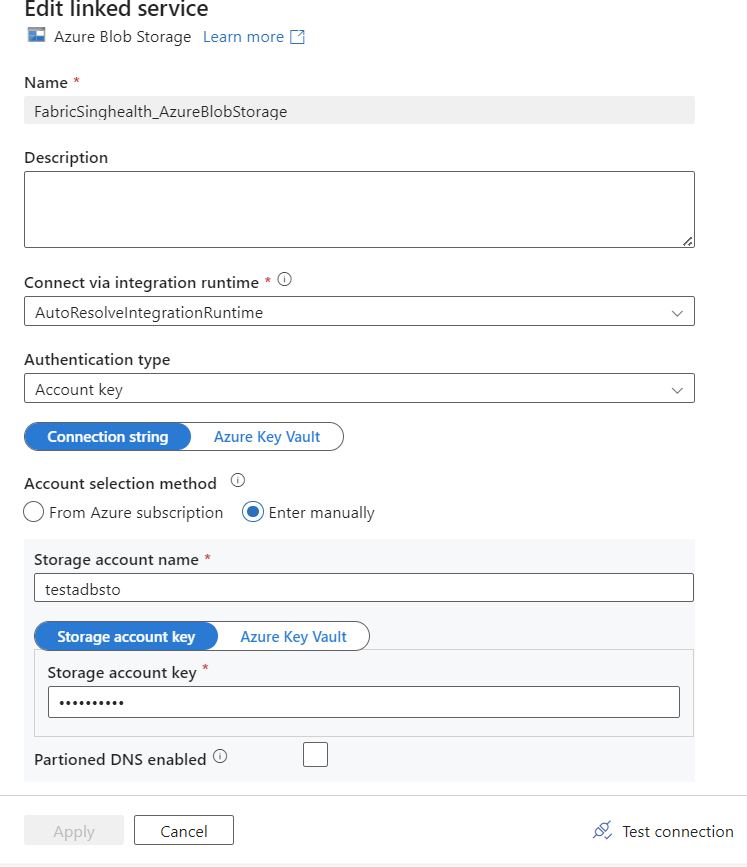 Edit linked service
Azure Blob Storage Learn more
Name *
FabricSinghealth_AzureBlobStorage
Description
Connect via integration runtime *
AutoResolveIntegrationRuntime
Authentication type
Account key
Connection string Azure Key Vault
Account selection method
From Azure subscription Enter manually
Storage account name *
testadbsto
Storage account key Azure Key Vault
Storage account key *
••••••••••
Partioned DNS enabled
Apply Cancel Test connection